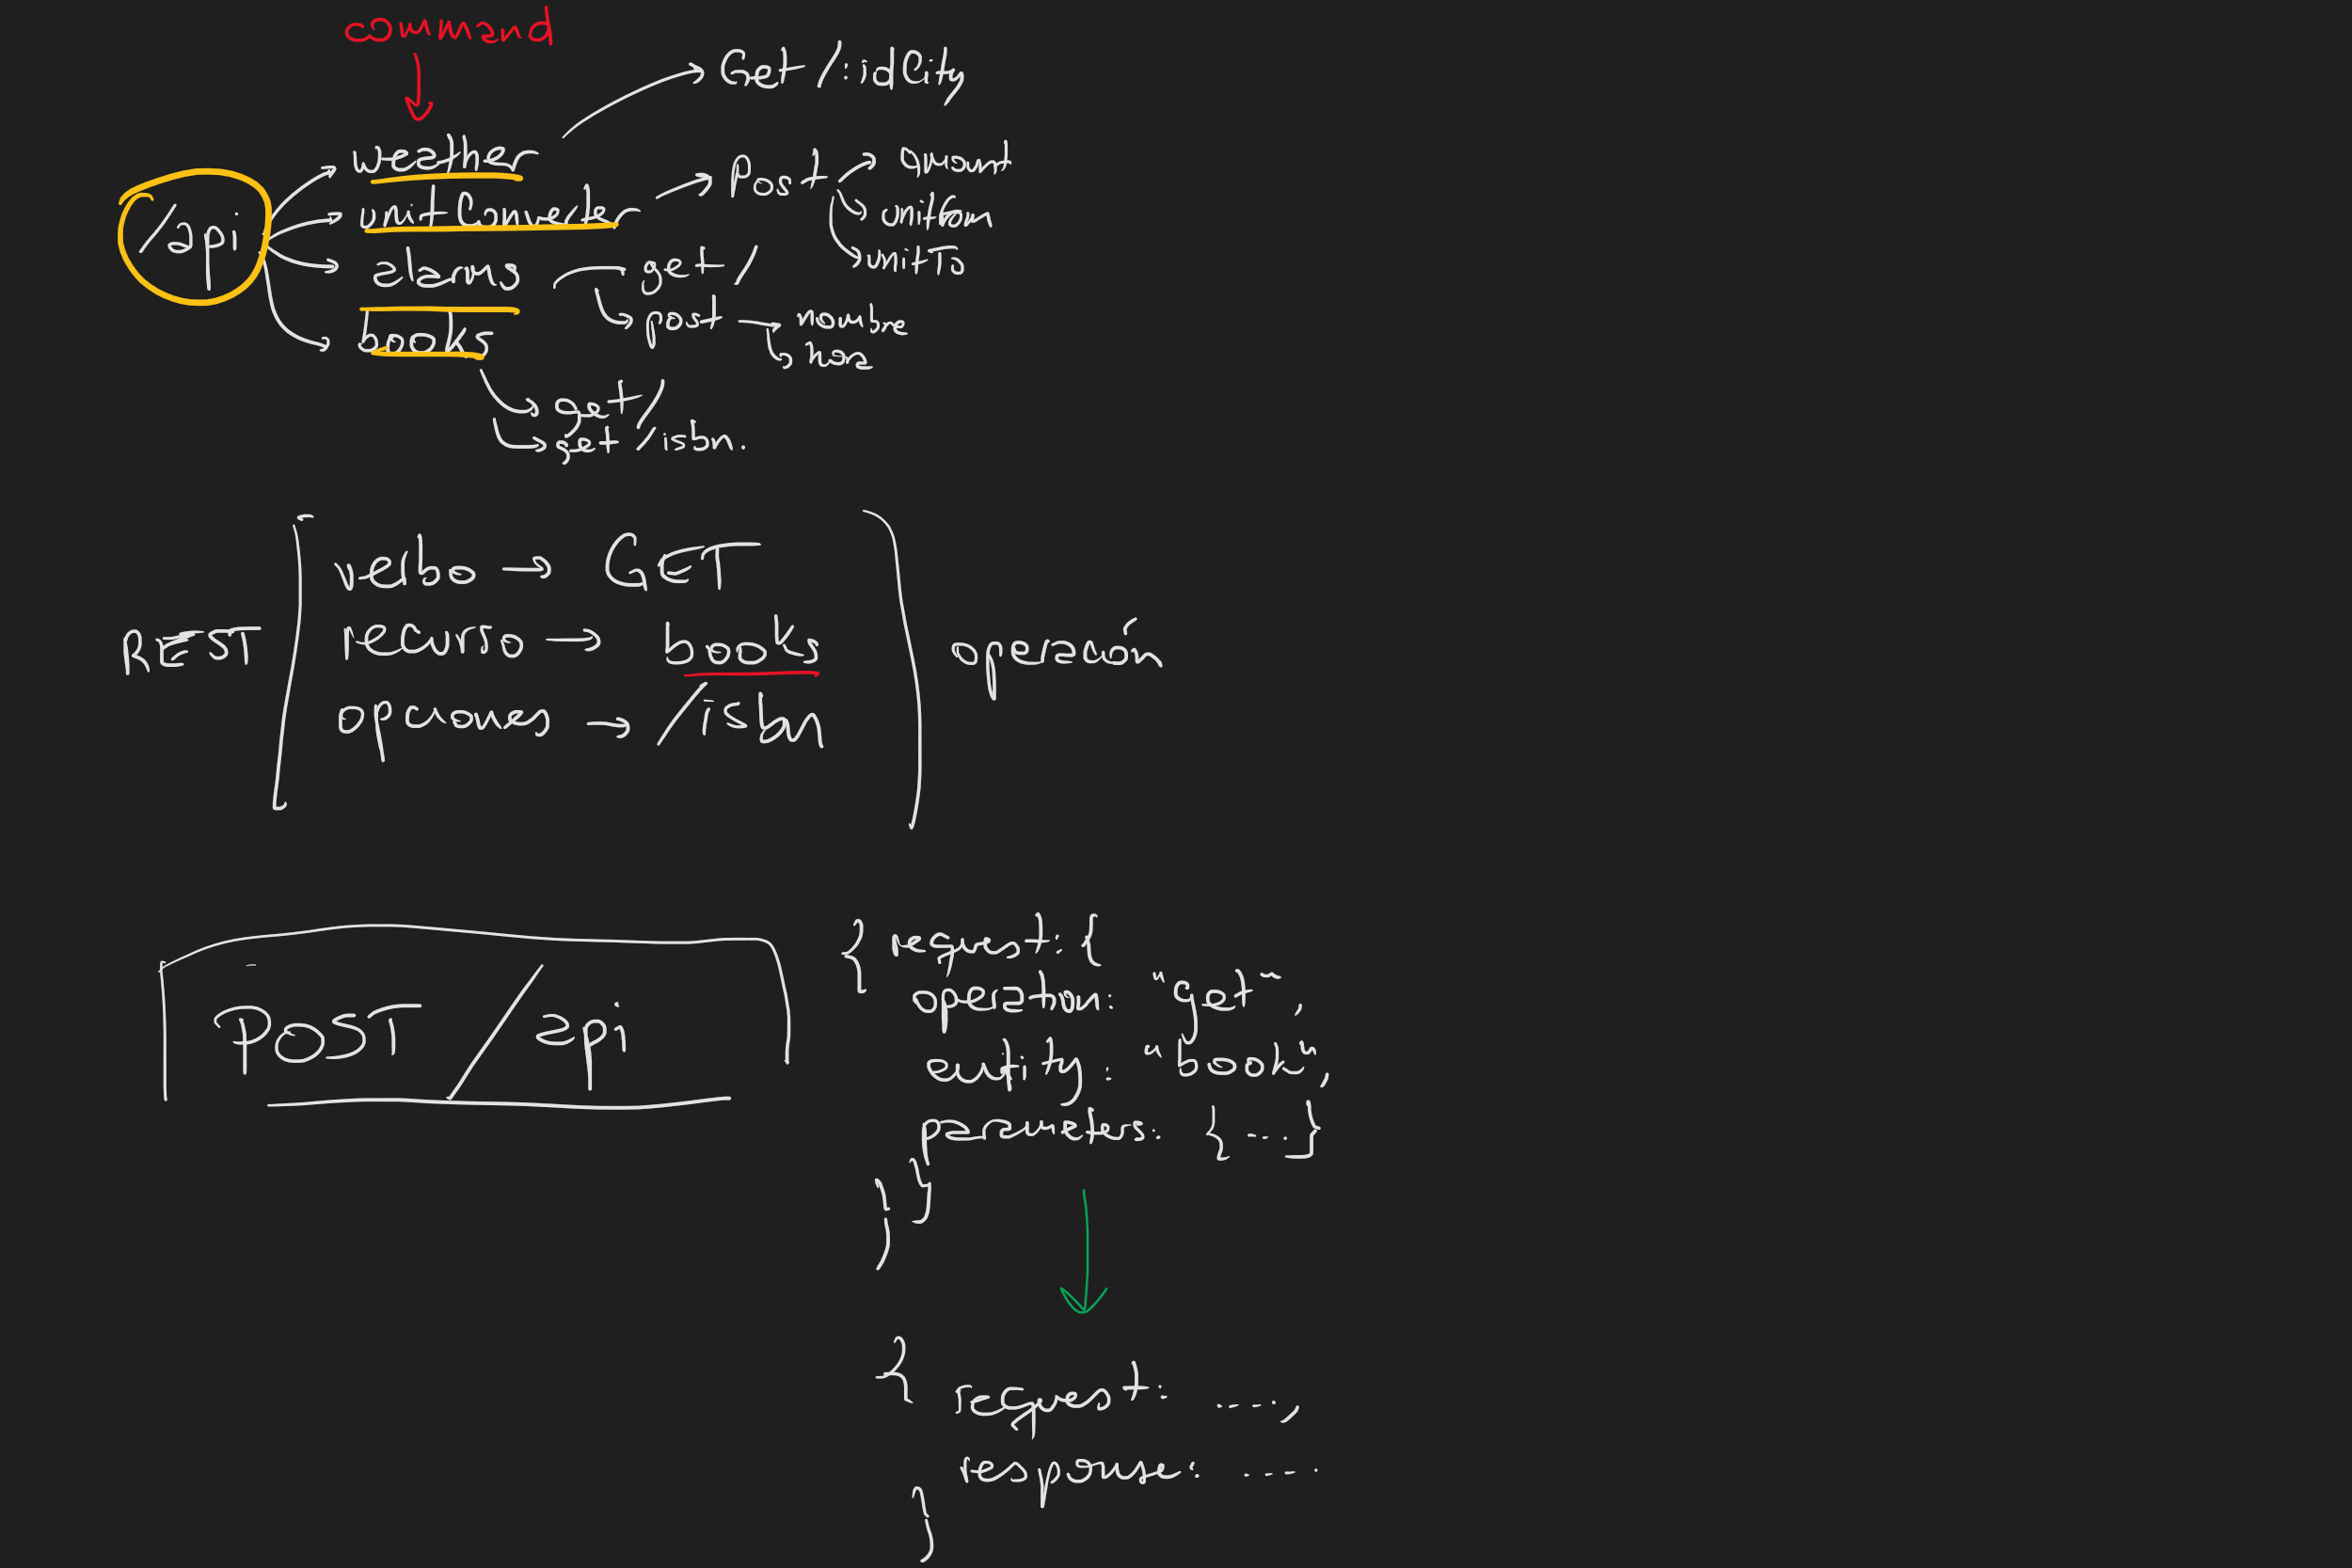 command
weather
Get /:idCity
unitConverter
Post
amount
unitFrom
unitTo
/api
alarms
get/
post
nombre
books
get/
get /isbn.
REST
verbo → GET
recurso → books
opciones → /isbn
operación
POST /api
{ request: {
operation: "get",
entity: "book",
parameters: {...}
}
}
{
request: ....,
response: ....
}